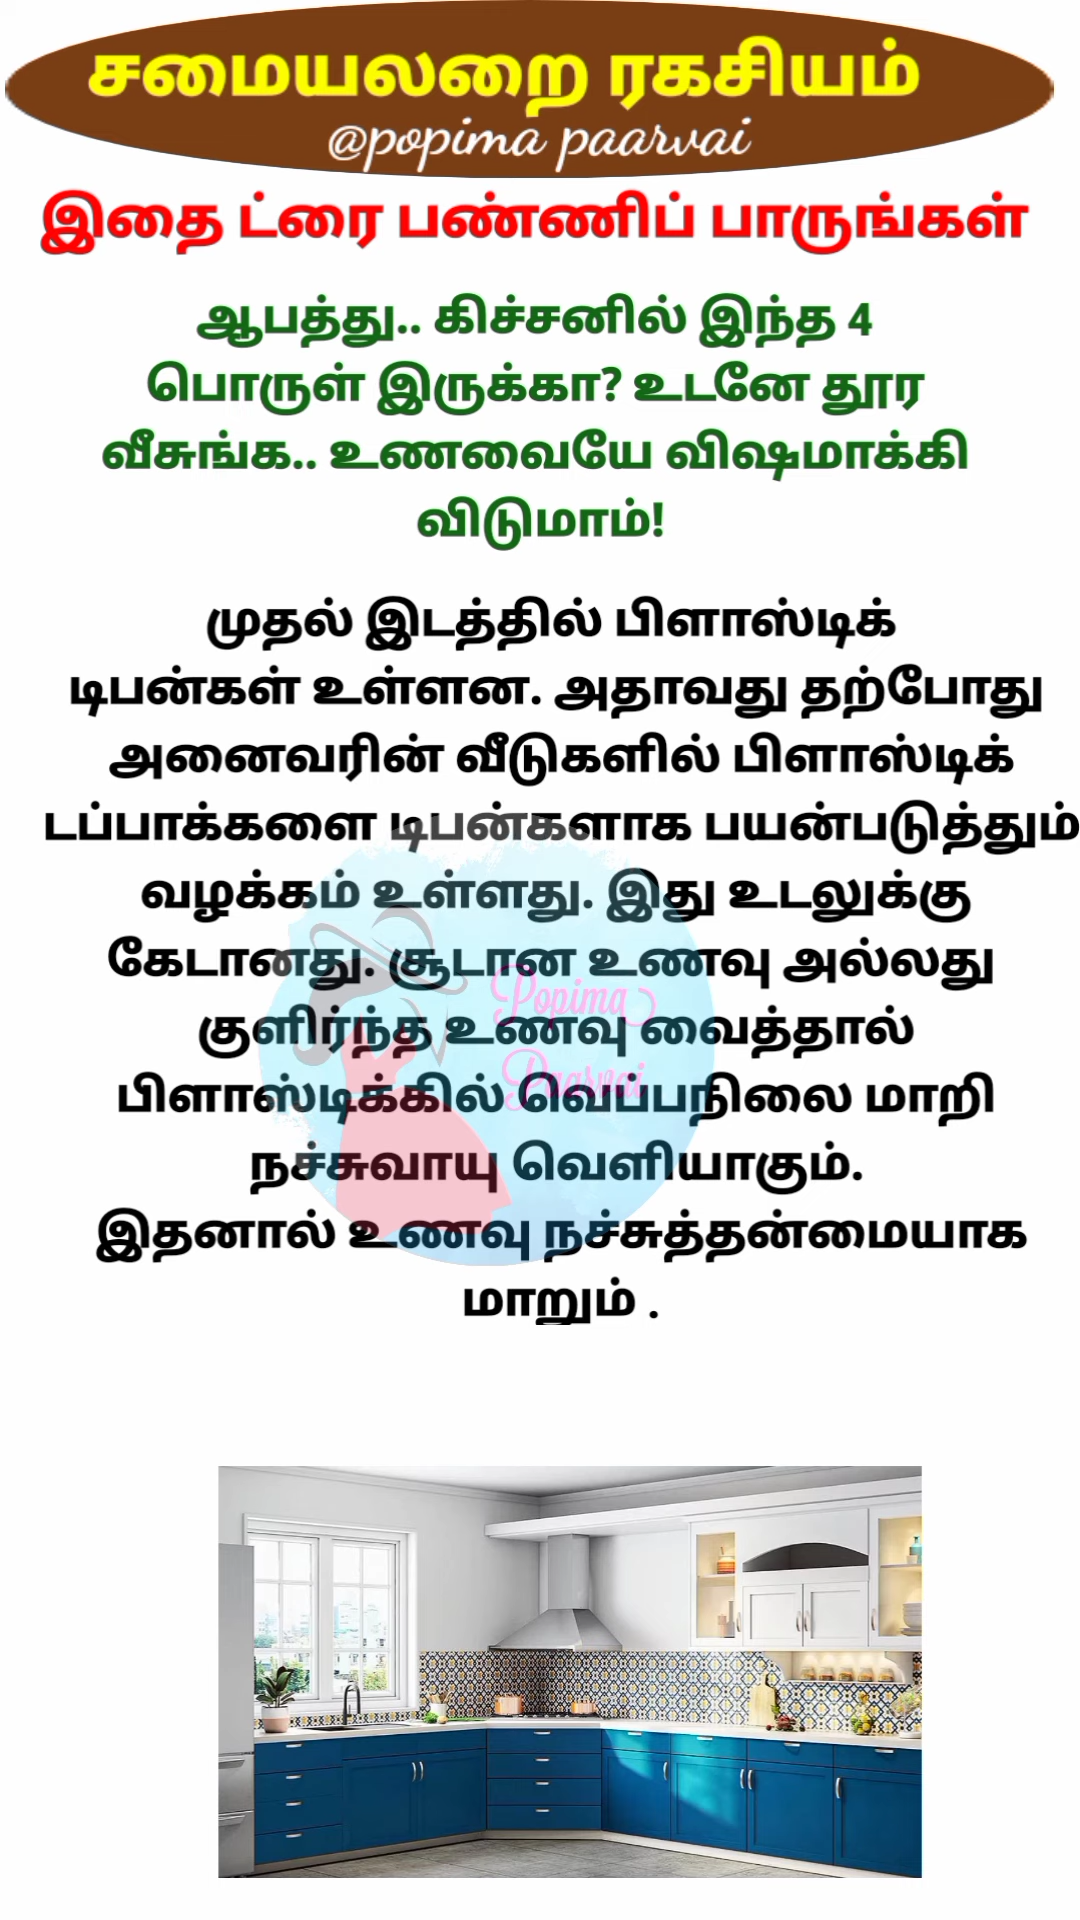 சமையலறை ரகசியம்
@popima paarvai
இதை ட்ரை பண்ணிப் பாருங்கள்
ஆபத்து.. கிச்சனில் இந்த 4
பொருள் இருக்கா? உடனே தூர
வீசுங்க.. உணவையே விஷமாக்கி
விடுமாம்!
முதல் இடத்தில் பிளாஸ்டிக்
டிபன்கள் உள்ளன. அதாவது தற்போது
அனைவரின் வீடுகளில் பிளாஸ்டிக்
டப்பாக்களை டிபன்களாக பயன்படுத்தும்
வழக்கம் உள்ளது. இது உடலுக்கு
கேடானது. சூடான உணவு அல்லது
குளிர்ந்த உணவு வைத்தால்
பிளாஸ்டிக்கில் வெப்பநிலை மாறி
நச்சுவாயு வெளியாகும்.
இதனால் உணவு நச்சுத்தன்மையாக
மாறும் .
Popima
Paarvai